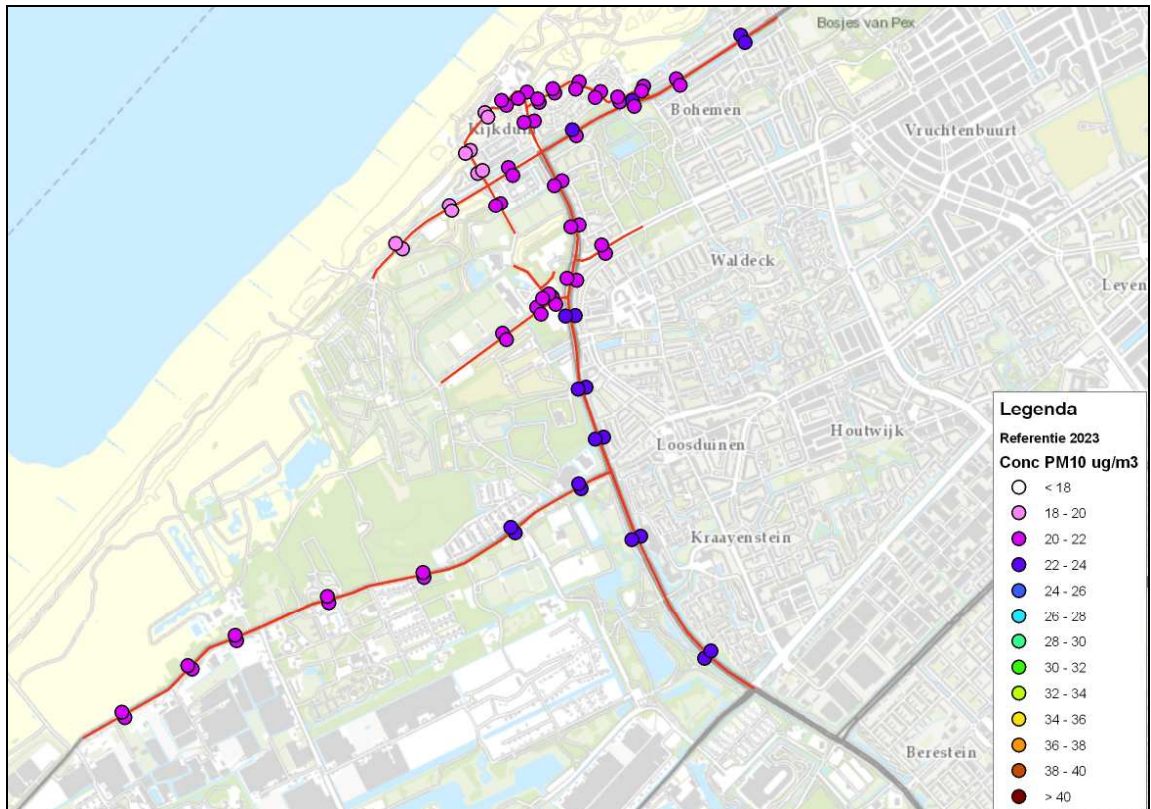 Bosjes van Pex
Bohemen
Kijkduin
Vruchtenbuurt
Waldeck
Leyen
Loosduinen
Houtwijk
Kraayenstein
Berestein
Legenda
Referentie 2023
Conc PM10 ug/m3
< 18
18 - 20
20 - 22
22 - 24
24 - 26
26 - 28
28 - 30
30 - 32
32 - 34
34 - 36
36 - 38
38 - 40
> 40